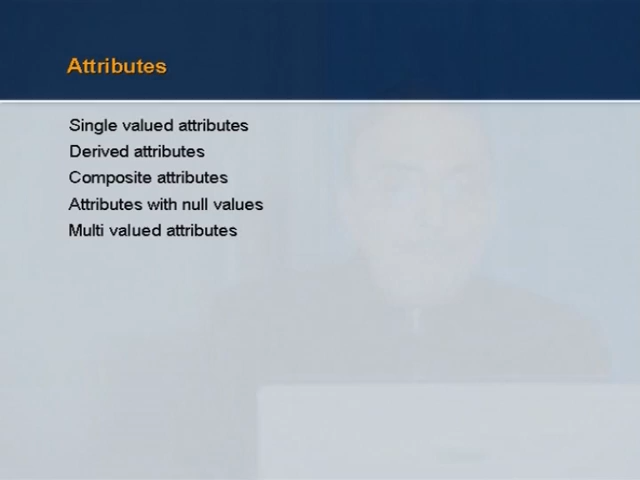 Attributes
Single valued attributes
Derived attributes
Composite attributes
Attributes with null values
Multi valued attributes